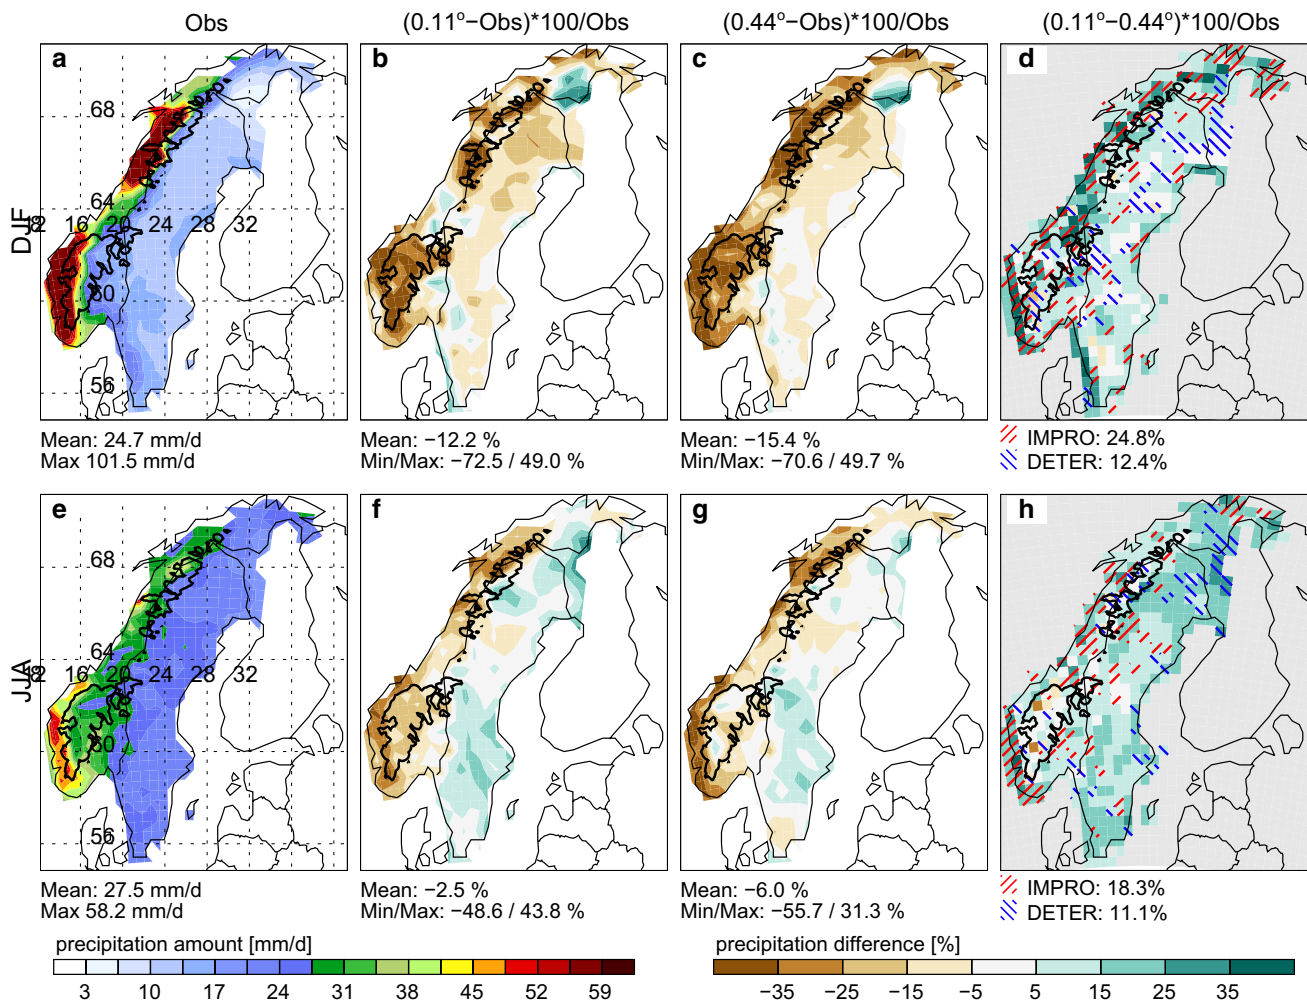 Obs
(0.11°−Obs)*100/Obs
(0.44°−Obs)*100/Obs
(0.11°−0.44°)*100/Obs
a
b
c
d
DJF
68
64
60
56
12 16 20 24 28 32
Mean: 24.7 mm/d
Max 101.5 mm/d
Mean: −12.2 %
Min/Max: −72.5 / 49.0 %
Mean: −15.4 %
Min/Max: −70.6 / 49.7 %
IMPRO: 24.8%
DETER: 12.4%
e
f
g
h
JJA
68
64
60
56
12 16 20 24 28 32
Mean: 27.5 mm/d
Max 58.2 mm/d
Mean: −2.5 %
Min/Max: −48.6 / 43.8 %
Mean: −6.0 %
Min/Max: −55.7 / 31.3 %
IMPRO: 18.3%
DETER: 11.1%
precipitation amount [mm/d]
3 10 17 24 31 38 45 52 59
precipitation difference [%]
−35 −25 −15 −5 5 15 25 35